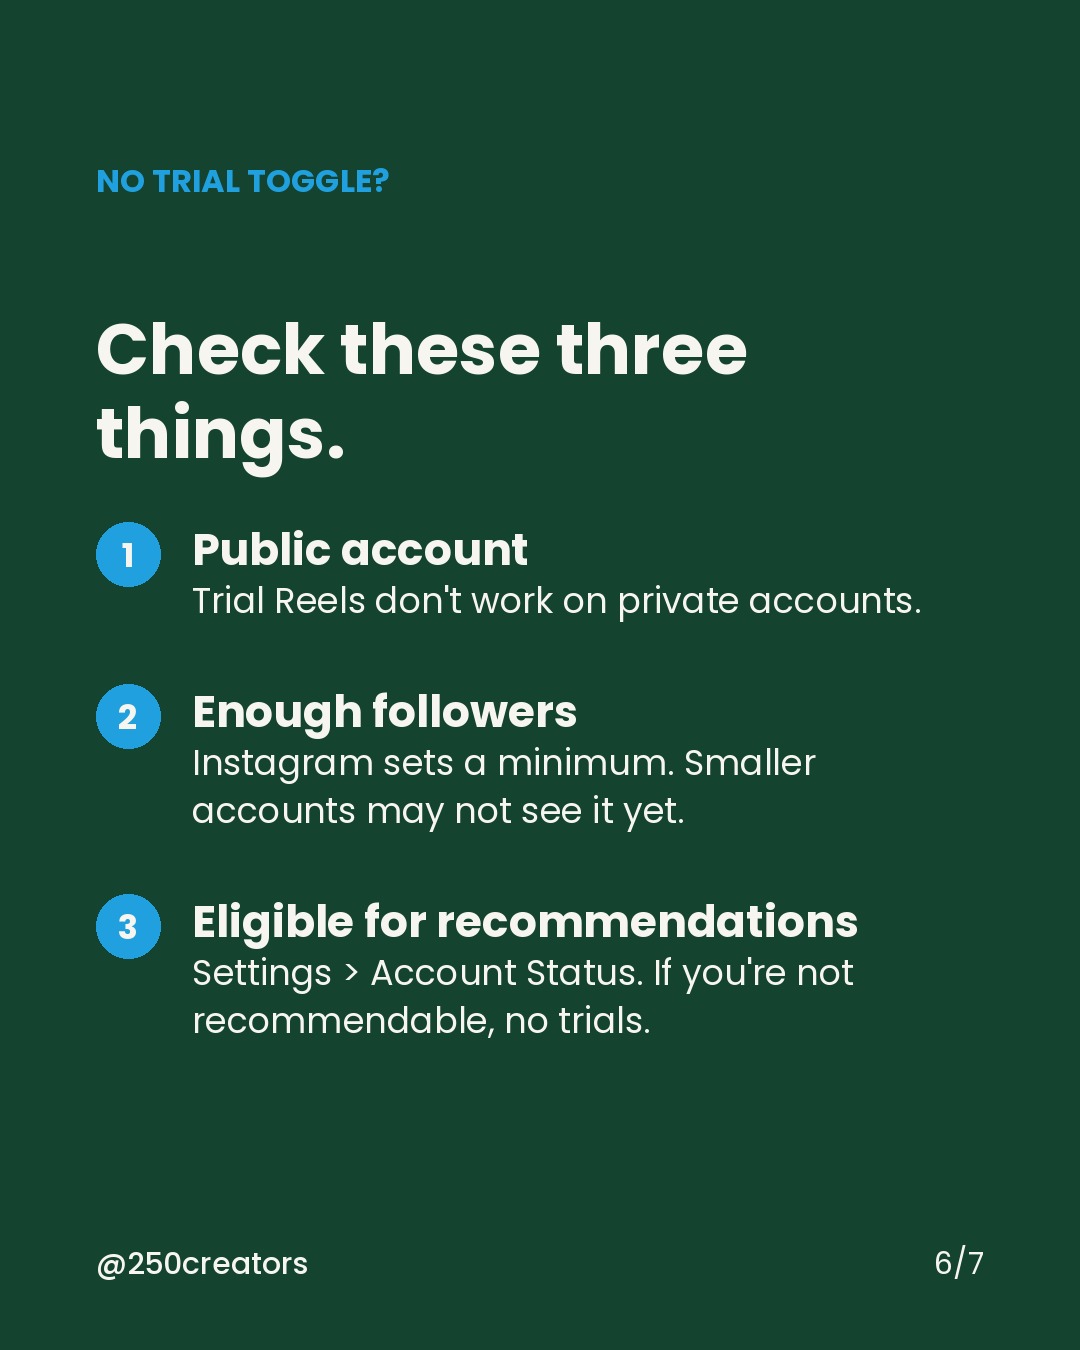 NO TRIAL TOGGLE?
Check these three
things.
1
Public account
Trial Reels don't work on private accounts.
2
Enough followers
Instagram sets a minimum. Smaller
accounts may not see it yet.
3
Eligible for recommendations
Settings > Account Status. If you're not
recommendable, no trials.
@250creators
6/7